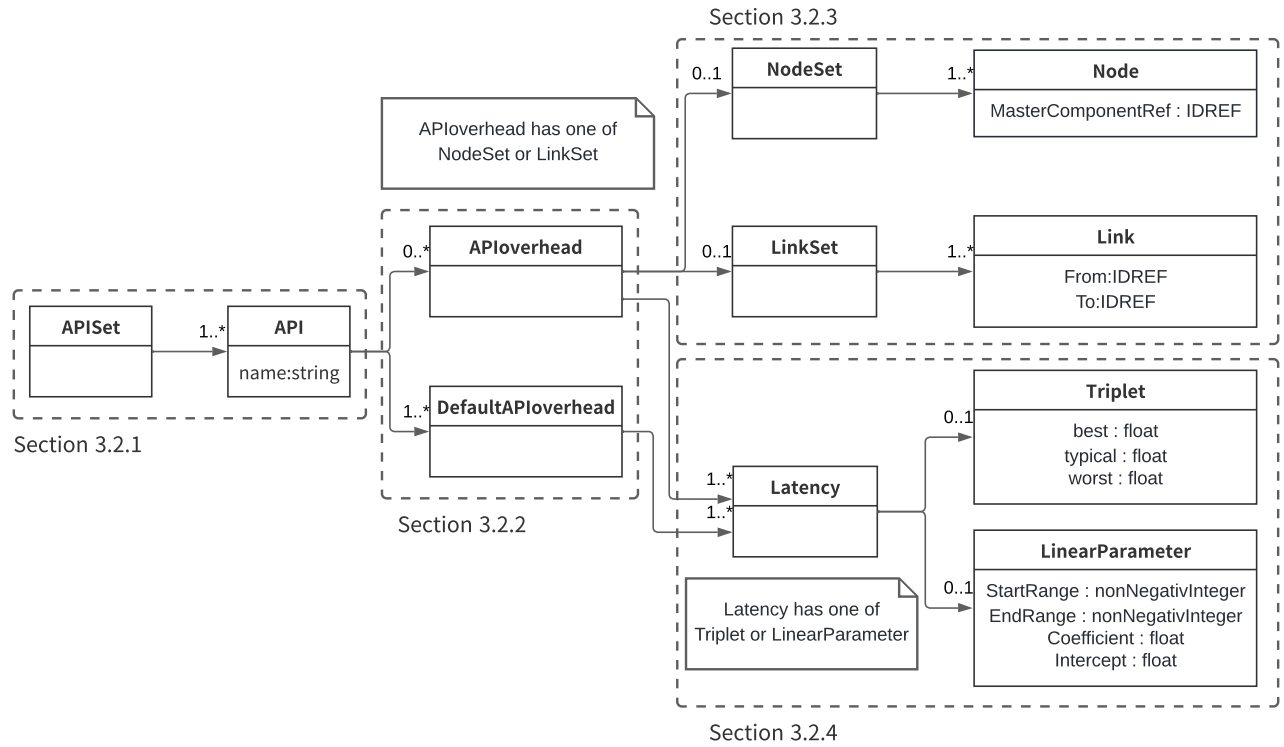 Section 3.2.3
NodeSet
0..1
Node
1..*
MasterComponentRef : IDREF
APIoverhead has one of
NodeSet or LinkSet
APIoverhead
0..*
LinkSet
0..1
Link
1..*
From:IDREF
To:IDREF
APISet
API
1..*
name:string
Section 3.2.1
DefaultAPIoverhead
1..*
Section 3.2.2
Triplet
0..1
best : float
typical : float
worst : float
Latency
1..*
1..*
LinearParameter
0..1
StartRange : nonNegativInteger
EndRange : nonNegativInteger
Coefficient : float
Intercept : float
Latency has one of
Triplet or LinearParameter
Section 3.2.4